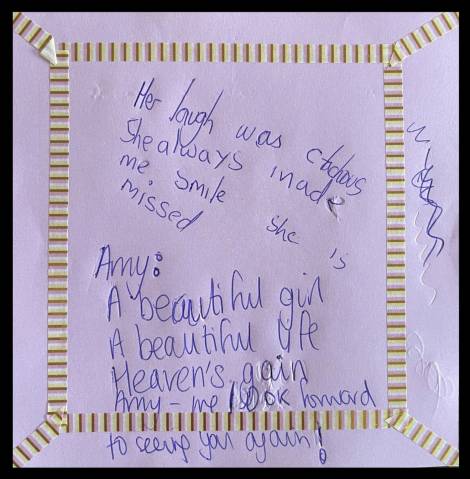 Her laugh was ctagious
She always made
me smile She is
missed
Amy:
A beautiful girl
A beautiful life
Heaven's gain
Amy - we look forward
to seeing you again!